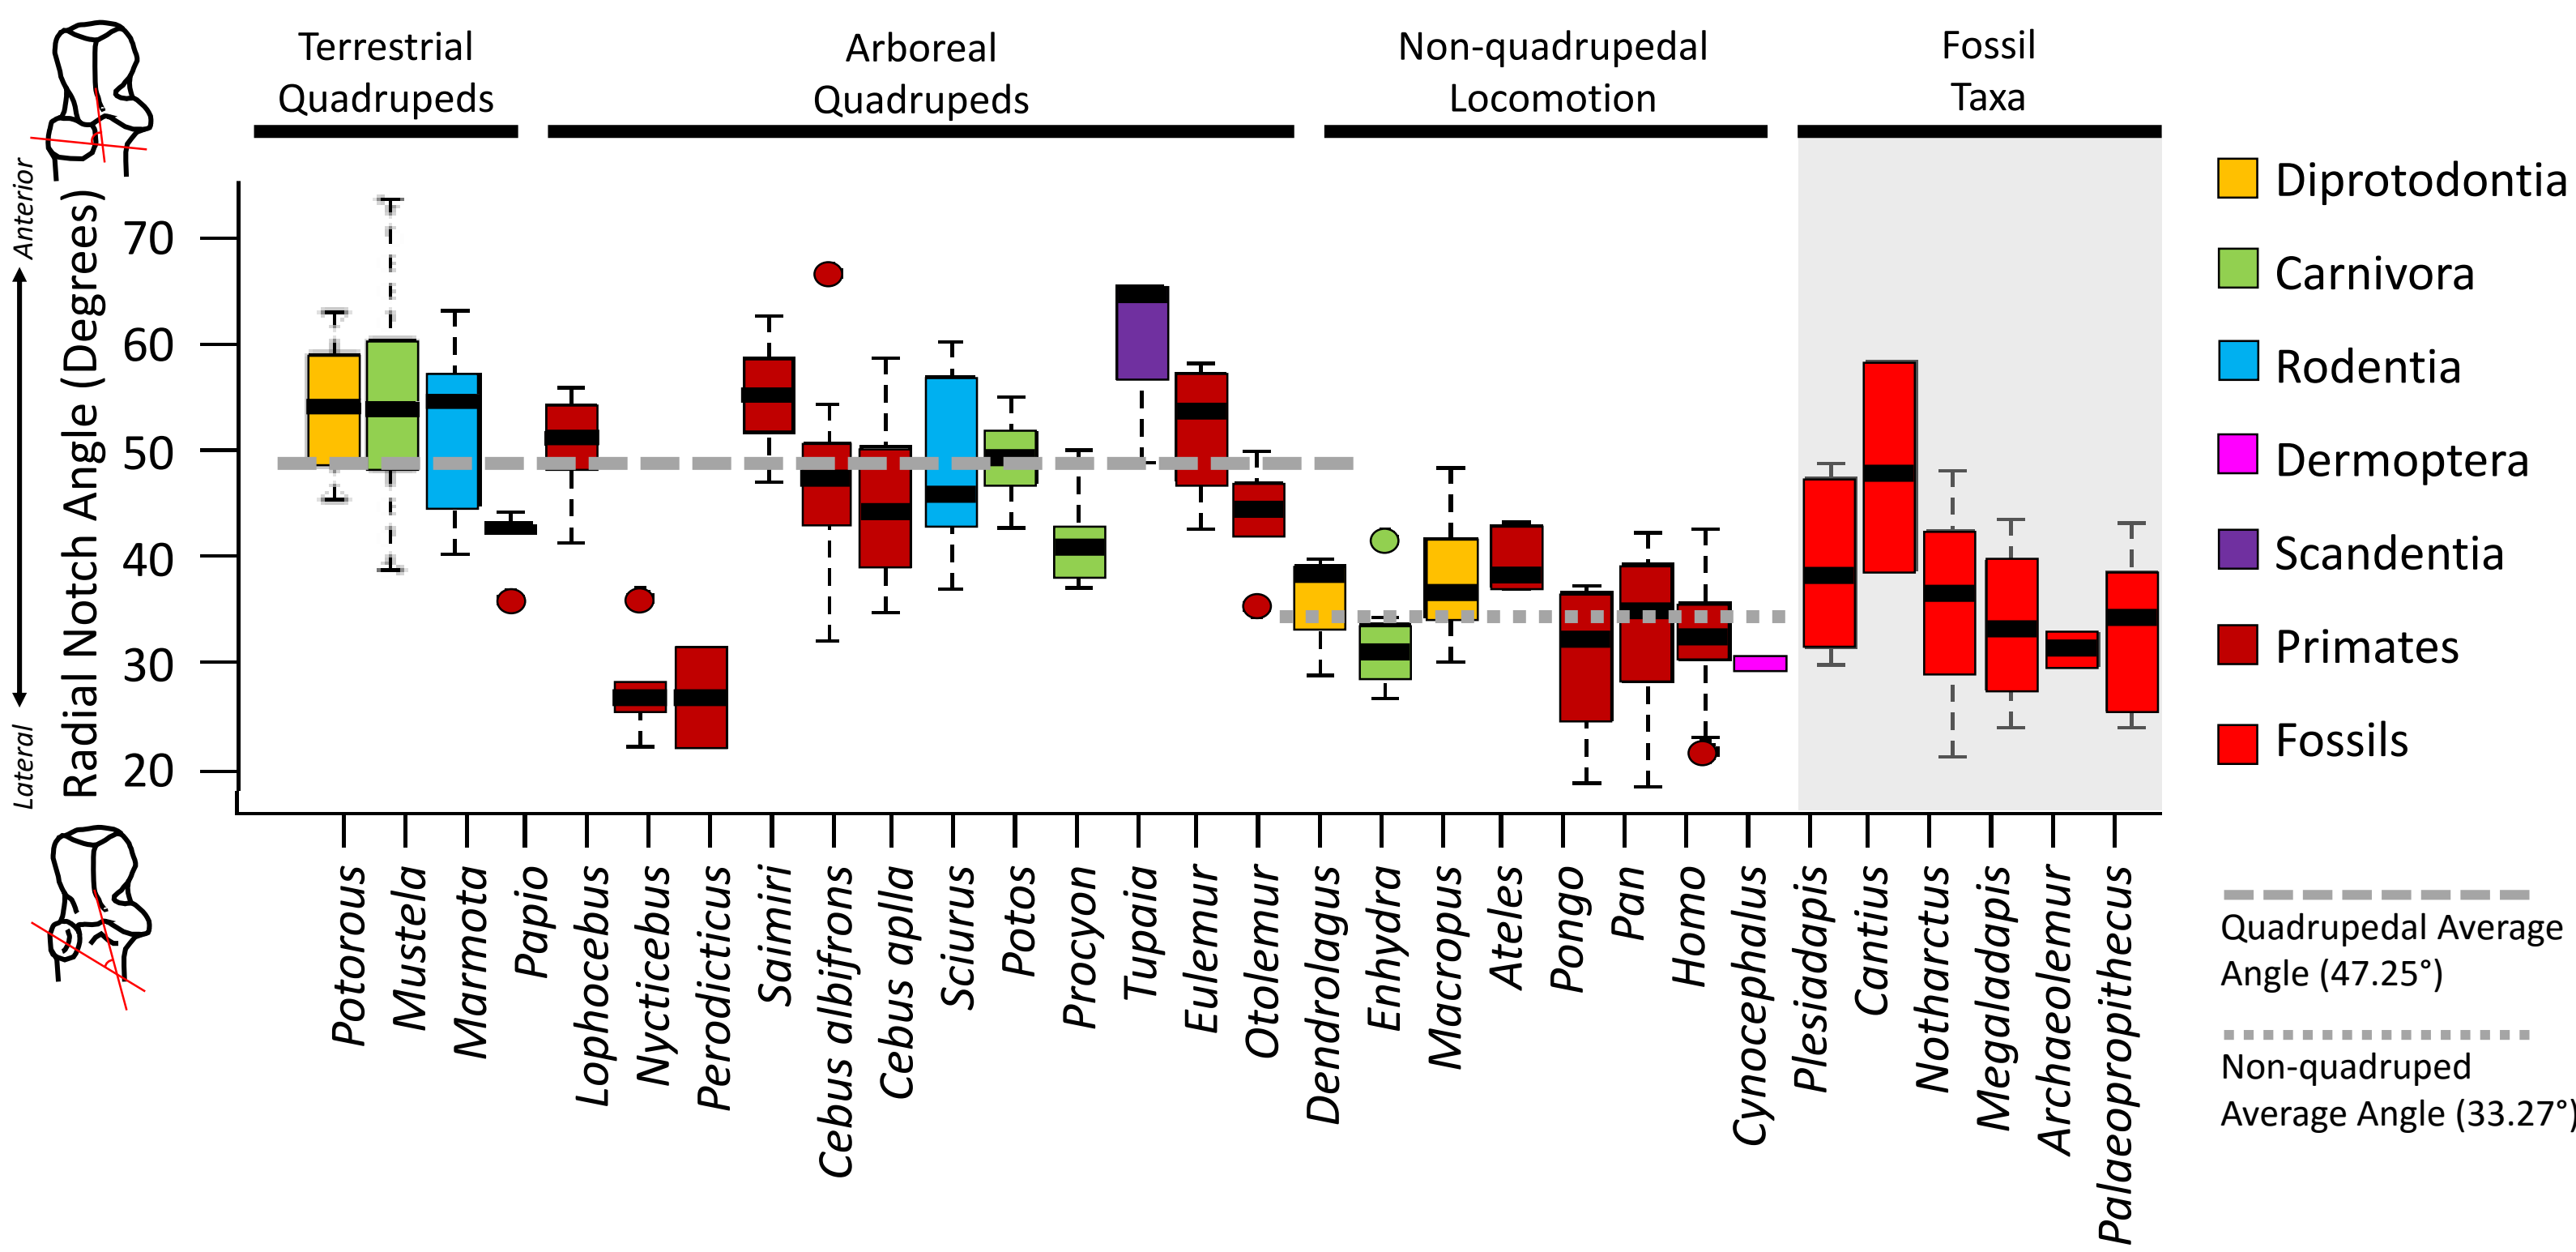 Terrestrial
Quadrupeds
Arboreal
Quadrupeds
Non-quadrupedal
Locomotion
Fossil
Taxa
Anterior
Lateral
Radial Notch Angle (Degrees)
70
60
50
40
30
20
Potorous
Mustela
Marmota
Papio
Lophocebus
Nycticebus
Perodicticus
Saimiri
Cebus albifrons
Cebus aplla
Sciurus
Potos
Procyon
Tupaia
Eulemur
Otolemur
Dendrolagus
Enhydra
Macropus
Ateles
Pongo
Pan
Homo
Cynocephalus
Plesiadapis
Cantius
Notharctus
Megaladapis
Archaeolemur
Palaeopropithecus
Diprotodontia
Carnivora
Rodentia
Dermoptera
Scandentia
Primates
Fossils
Quadrupedal Average
Angle (47.25°)
Non-quadruped
Average Angle (33.27°)